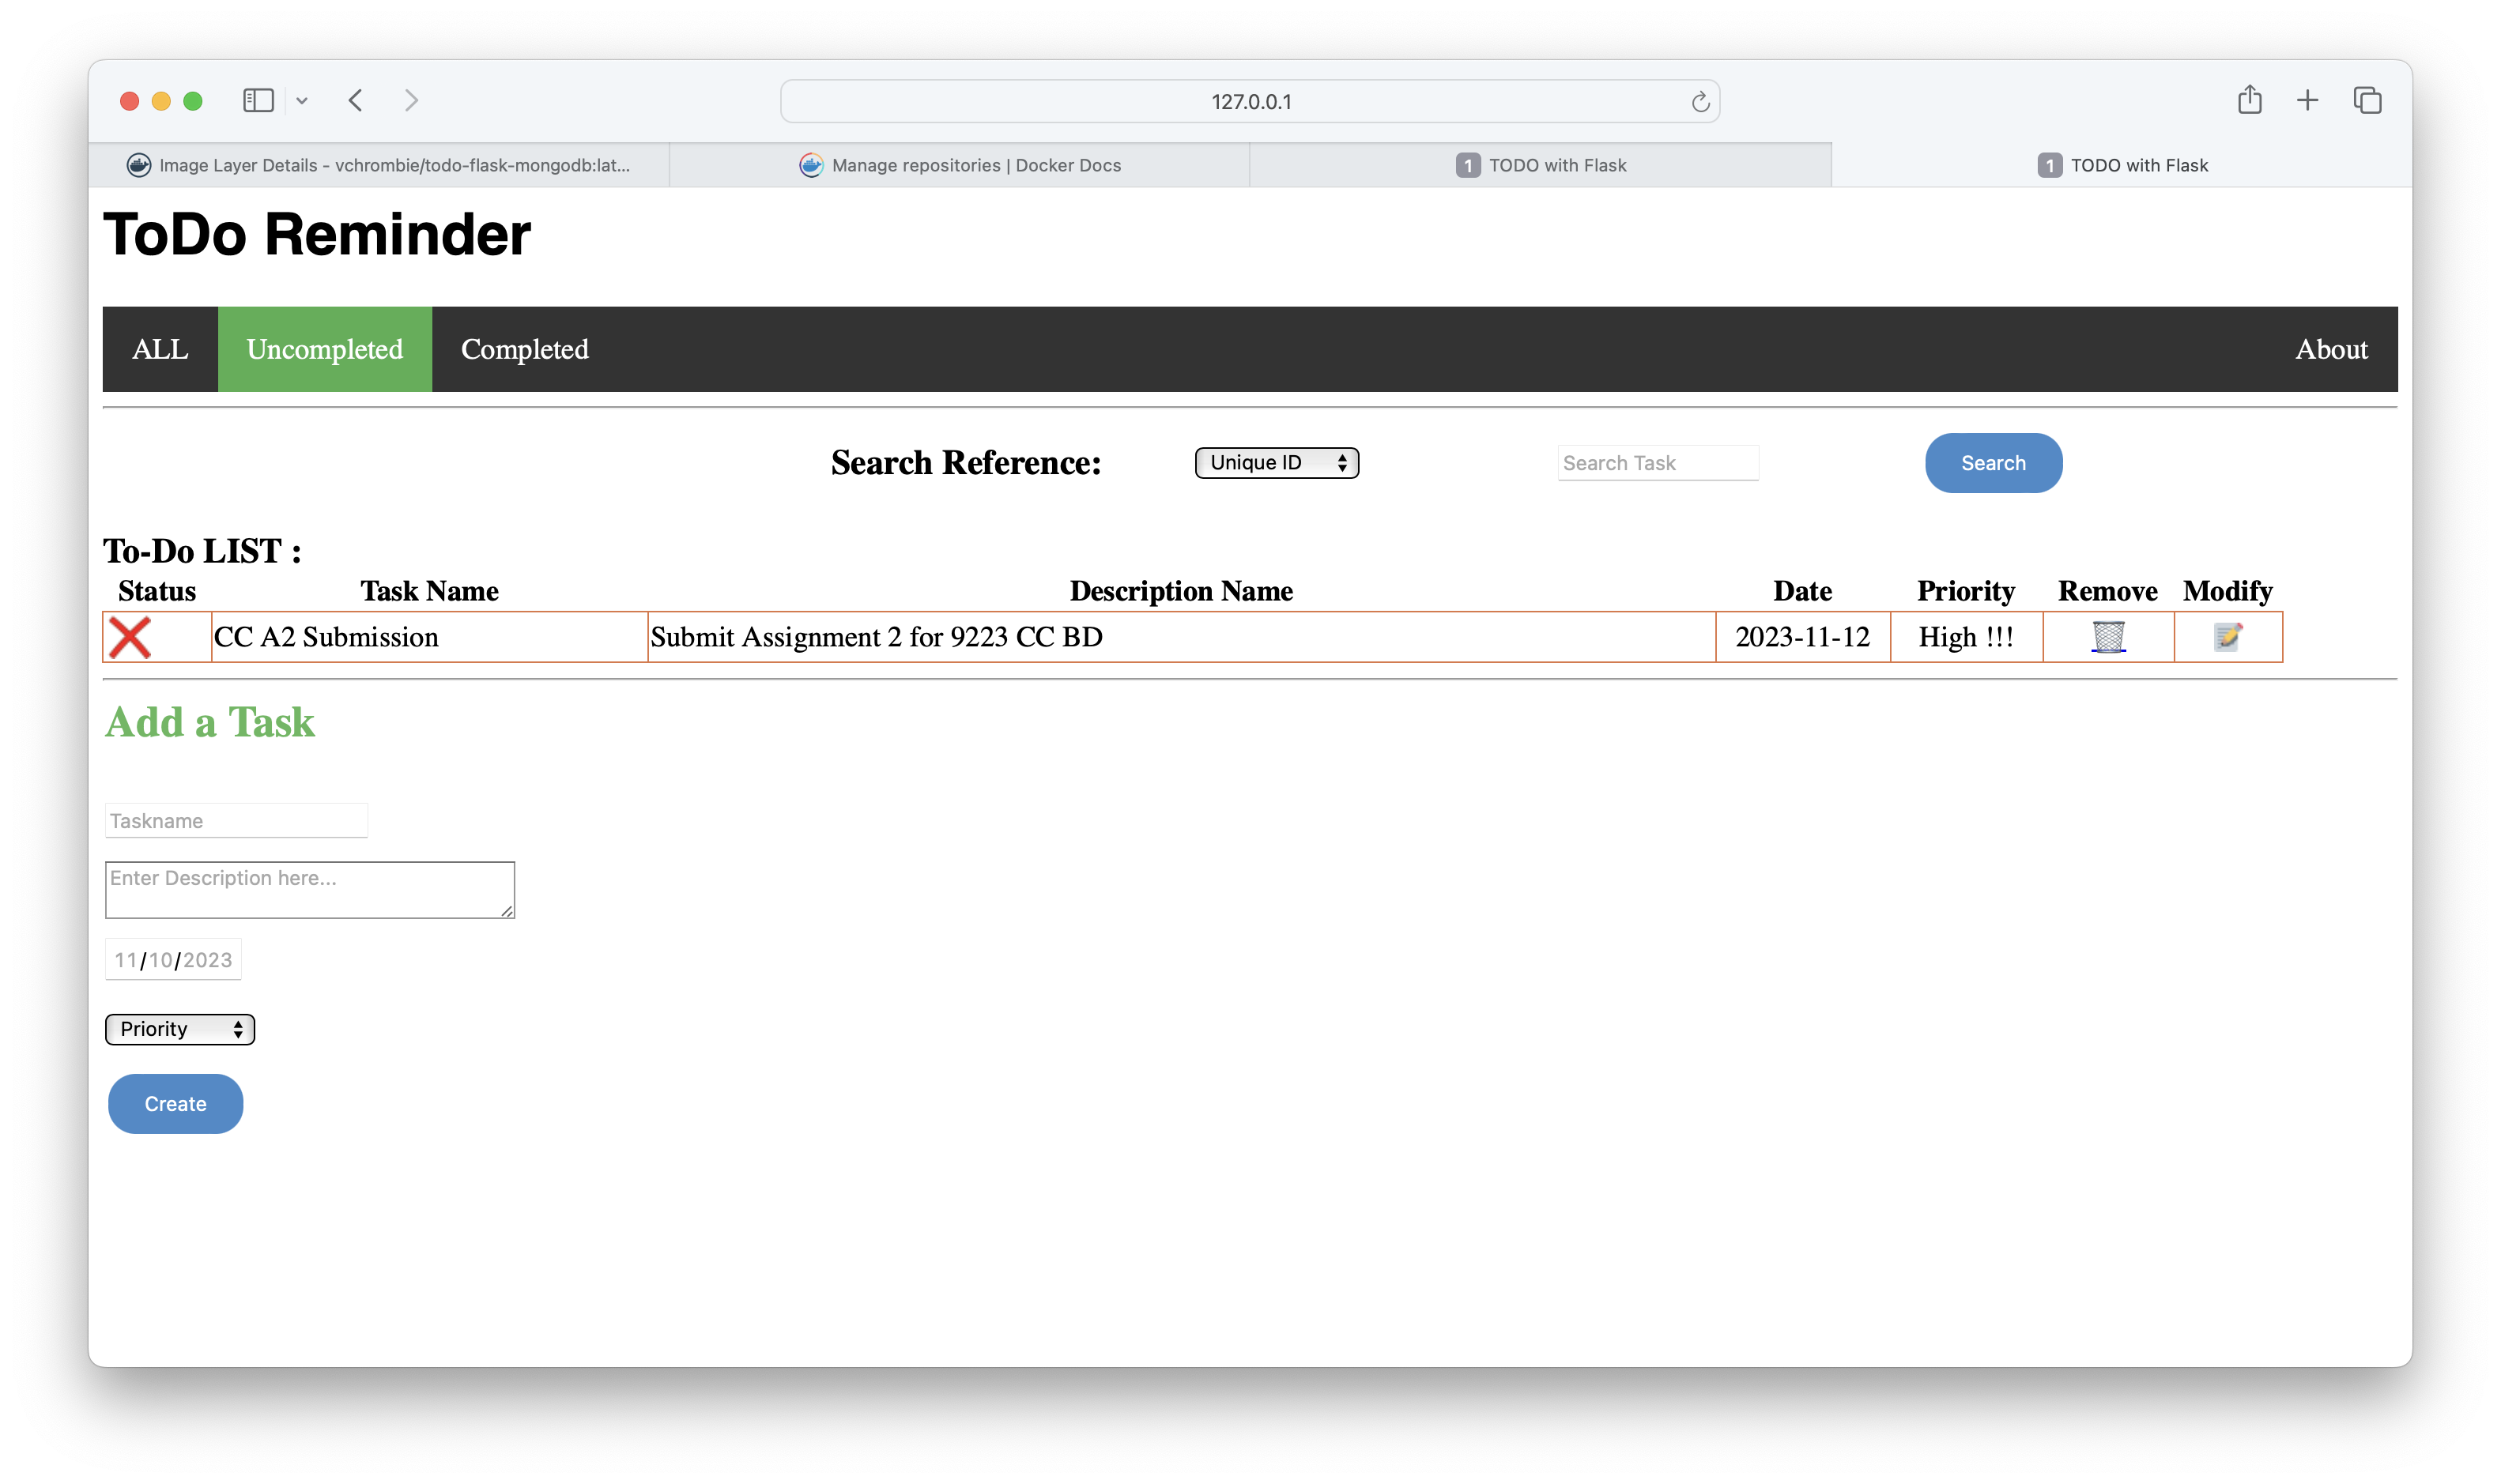 127.0.0.1
Image Layer Details - vchrombie/todo-flask-mongodb:lat... Manage repositories | Docker Docs 1 TODO with Flask 1 TODO with Flask
ToDo Reminder
ALL Uncompleted Completed About
Search Reference: Unique ID Search Task Search
To-Do LIST :
Status Task Name Description Name Date Priority Remove Modify
CC A2 Submission Submit Assignment 2 for 9223 CC BD 2023-11-12 High !!!
Add a Task
Taskname
Enter Description here...
11/10/2023
Priority
Create